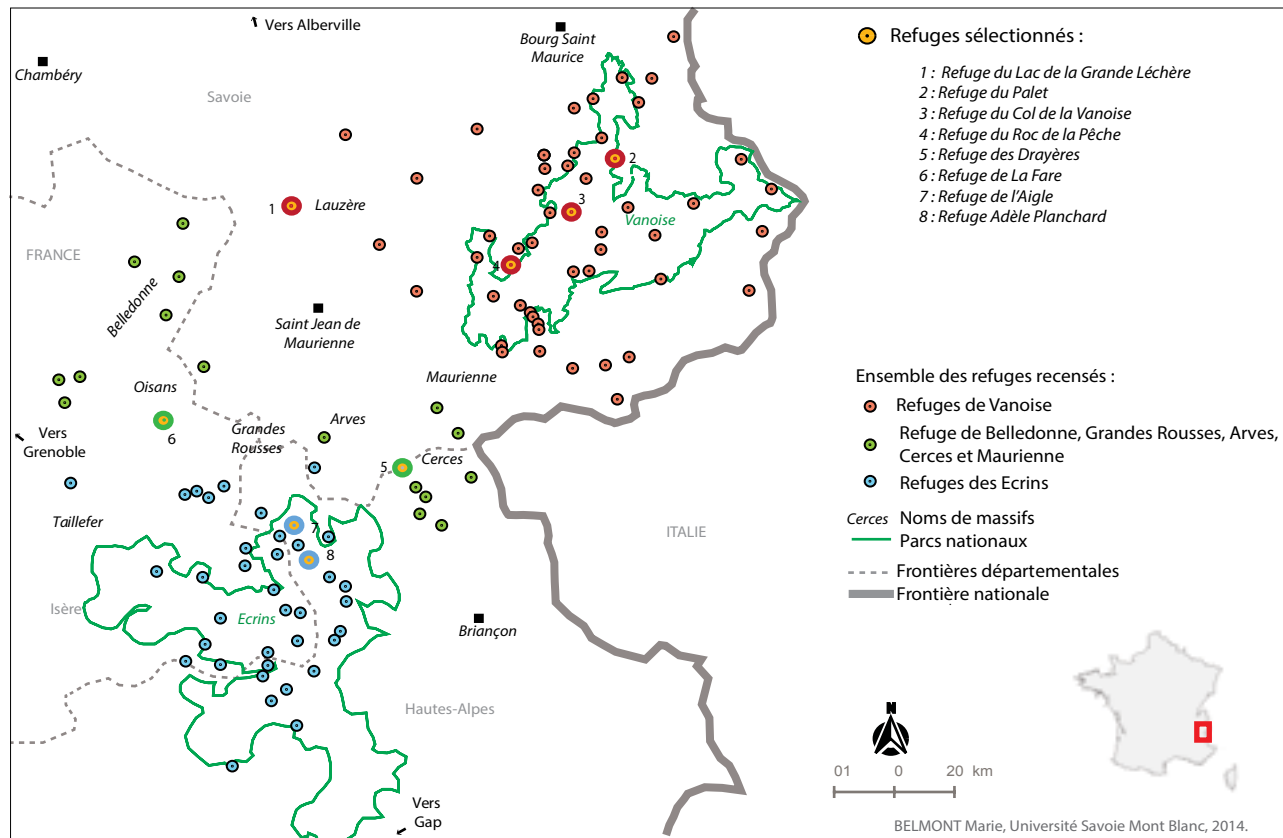 Vers Alberville
Bourg Saint
Maurice
Chambéry
Savoie
2
3
1
Lauzère
Vanoise
FRANCE
4
Belledonne
Saint Jean de
Maurienne
Oisans
Maurienne
6
Vers
Grenoble
Grandes
Rousses
Arves
5
Cerces
Taillefer
7
8
ITALIE
Isère
Ecrins
Briançon
Hautes-Alpes
Vers
Gap
Refuges sélectionnés :
1 : Refuge du Lac de la Grande Léchère
2 : Refuge du Palet
3 : Refuge du Col de la Vanoise
4 : Refuge du Roc de la Pêche
5 : Refuge des Drayères
6 : Refuge de La Fare
7 : Refuge de l'Aigle
8 : Refuge Adèle Planchard
Ensemble des refuges recensés :
Refuges de Vanoise
Refuge de Belledonne, Grandes Rousses, Arves,
Cerces et Maurienne
Refuges des Ecrins
Cerces Noms de massifs
Parcs nationaux
Frontières départementales
Frontière nationale
N
01 0 20 km
BELMONT Marie, Université Savoie Mont Blanc, 2014.